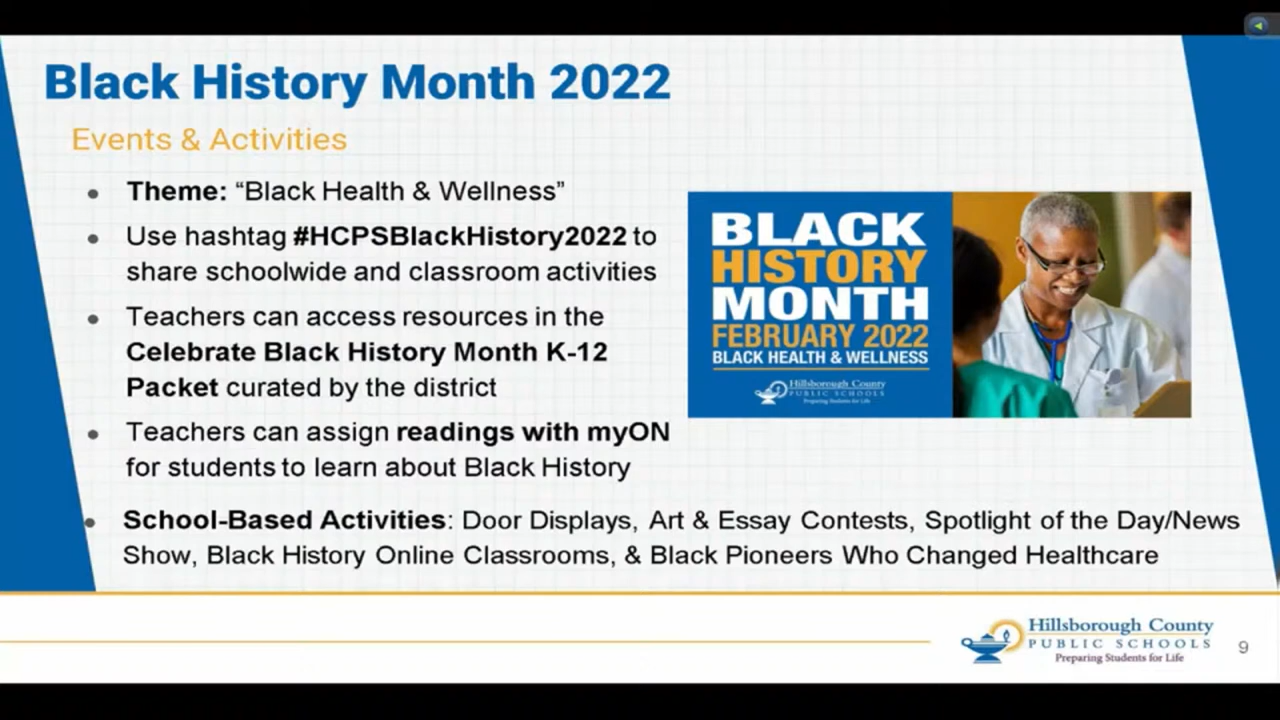 Black History Month 2022
Events & Activities
• Theme: “Black Health & Wellness”
• Use hashtag #HCPSBlackHistory2022 to
share schoolwide and classroom activities
• Teachers can access resources in the
Celebrate Black History Month K-12
Packet curated by the district
• Teachers can assign readings with myON
for students to learn about Black History
• School-Based Activities: Door Displays, Art & Essay Contests, Spotlight of the Day/News
Show, Black History Online Classrooms, & Black Pioneers Who Changed Healthcare
BLACK
HISTORY
MONTH
FEBRUARY 2022
BLACK HEALTH & WELLNESS
Hillsborough County
PUBLIC SCHOOLS
Preparing Students for Life
Hillsborough County
PUBLIC SCHOOLS
Preparing Students for Life
9